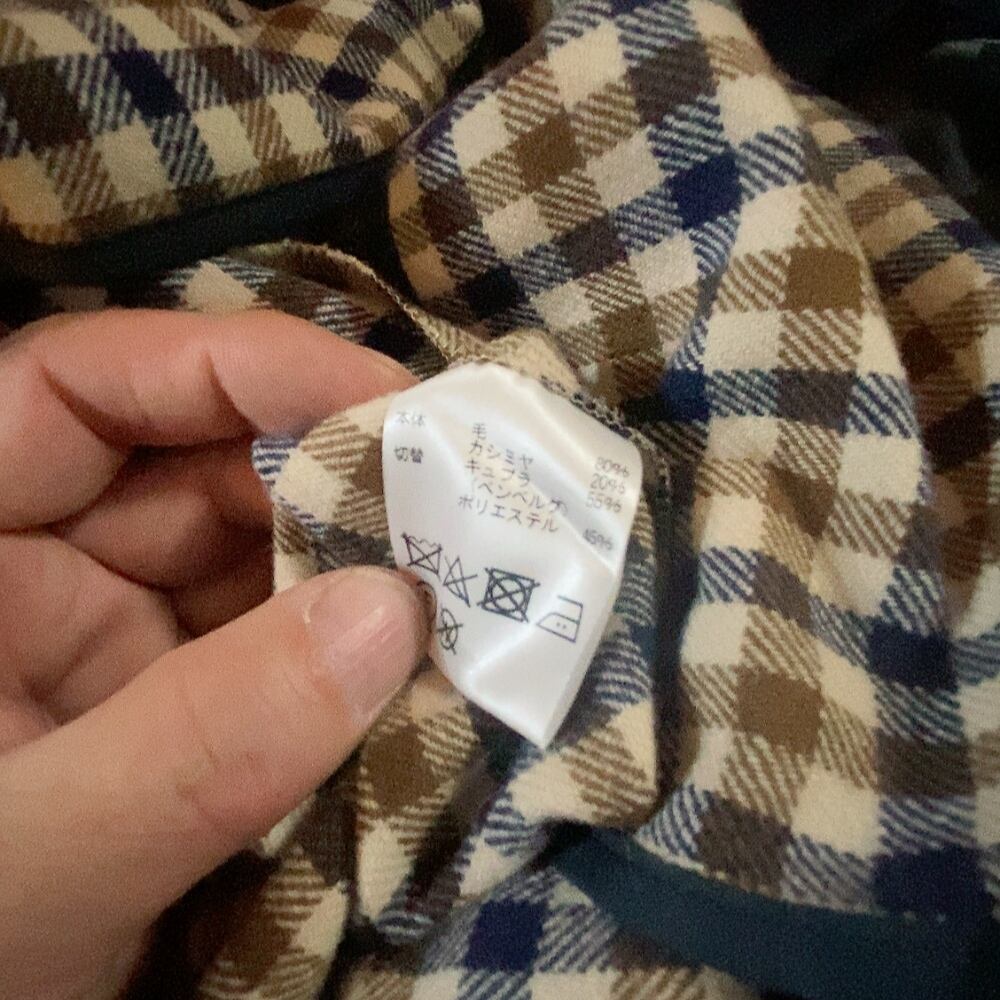 本体 毛 80%
カシミヤ 20%
切替 キュプラ 55%
(ベンベルグ)
ポリエステル 45%